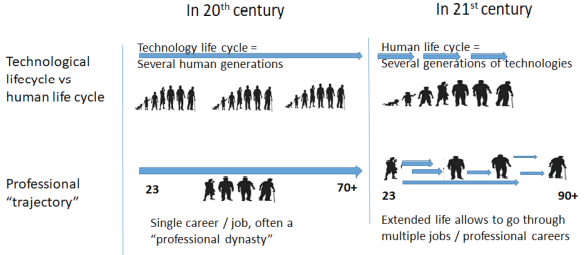 In 20th century
In 21st century
Technological
lifecycle vs
human life cycle
Technology life cycle =
Several human generations
Human life cycle =
Several generations of technologies
Professional
“trajectory”
23
70+
Single career / job, often a
“professional dynasty”
23
90+
Extended life allows to go through
multiple jobs / professional careers